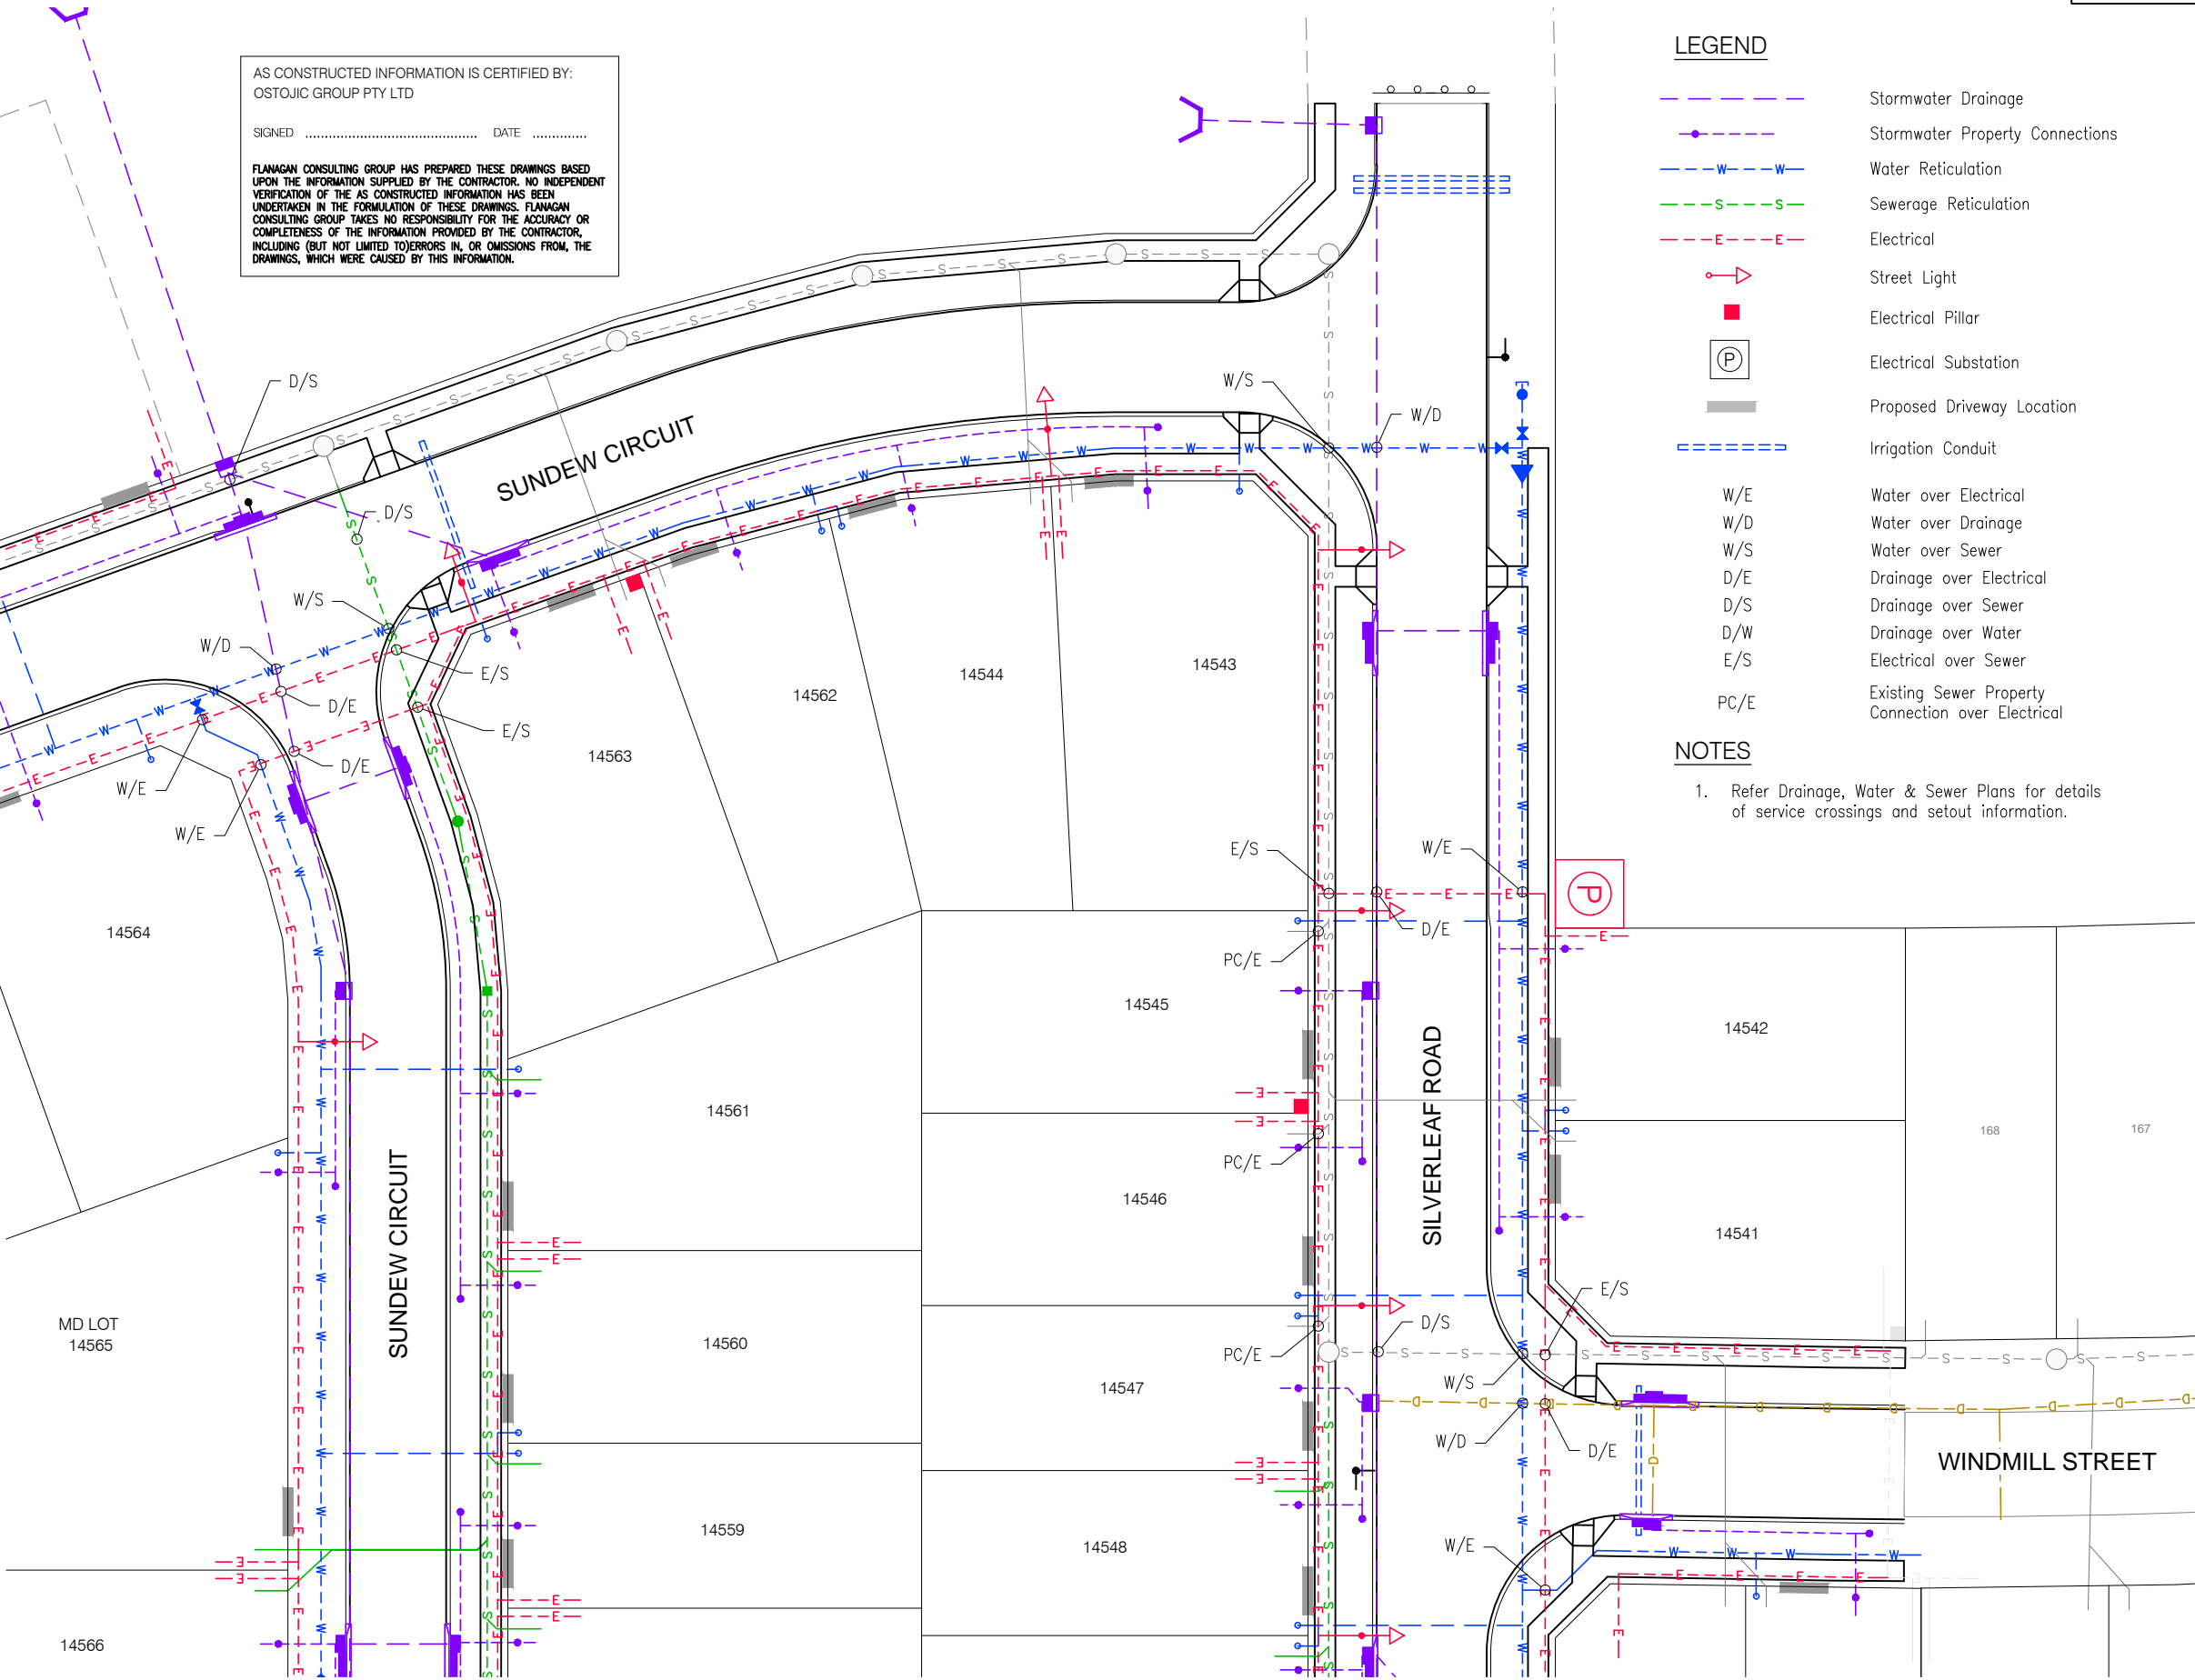 AS CONSTRUCTED INFORMATION IS CERTIFIED BY:
OSTOJIC GROUP PTY LTD
SIGNED ................................................ DATE ...............
FLANAGAN CONSULTING GROUP HAS PREPARED THESE DRAWINGS BASED
UPON THE INFORMATION SUPPLIED BY THE CONTRACTOR. NO INDEPENDENT
VERIFICATION OF THE AS CONSTRUCTED INFORMATION HAS BEEN
UNDERTAKEN IN THE FORMULATION OF THESE DRAWINGS. FLANAGAN
CONSULTING GROUP TAKES NO RESPONSIBILITY FOR THE ACCURACY OR
COMPLETENESS OF THE INFORMATION PROVIDED BY THE CONTRACTOR,
INCLUDING (BUT NOT LIMITED TO)ERRORS IN, OR OMISSIONS FROM, THE
DRAWINGS, WHICH WERE CAUSED BY THIS INFORMATION.
LEGEND
Stormwater Drainage
Stormwater Property Connections
W W Water Reticulation
S S Sewerage Reticulation
E E Electrical
Street Light
Electrical Pillar
P Electrical Substation
Proposed Driveway Location
Irrigation Conduit
W/E Water over Electrical
W/D Water over Drainage
W/S Water over Sewer
D/E Drainage over Electrical
D/S Drainage over Sewer
D/W Drainage over Water
E/S Electrical over Sewer
PC/E Existing Sewer Property
Connection over Electrical
NOTES
1. Refer Drainage, Water & Sewer Plans for details
of service crossings and setout information.
D/S
W/S
W/D
SUNDEW CIRCUIT
D/S
W/S
W/D
E/S
D/E
E/S
D/E
W/E
W/E
14543
14544
14562
14563
14564
E/S
W/E
P
D/E
PC/E
14545
14542
SILVERLEAF ROAD
14561
168
167
PC/E
SUNDEW CIRCUIT
14546
14541
E/S
MD LOT
14565
14560
D/S
PC/E
W/S
14547
W/D
D/E
WINDMILL STREET
14559
14548
W/E
14566